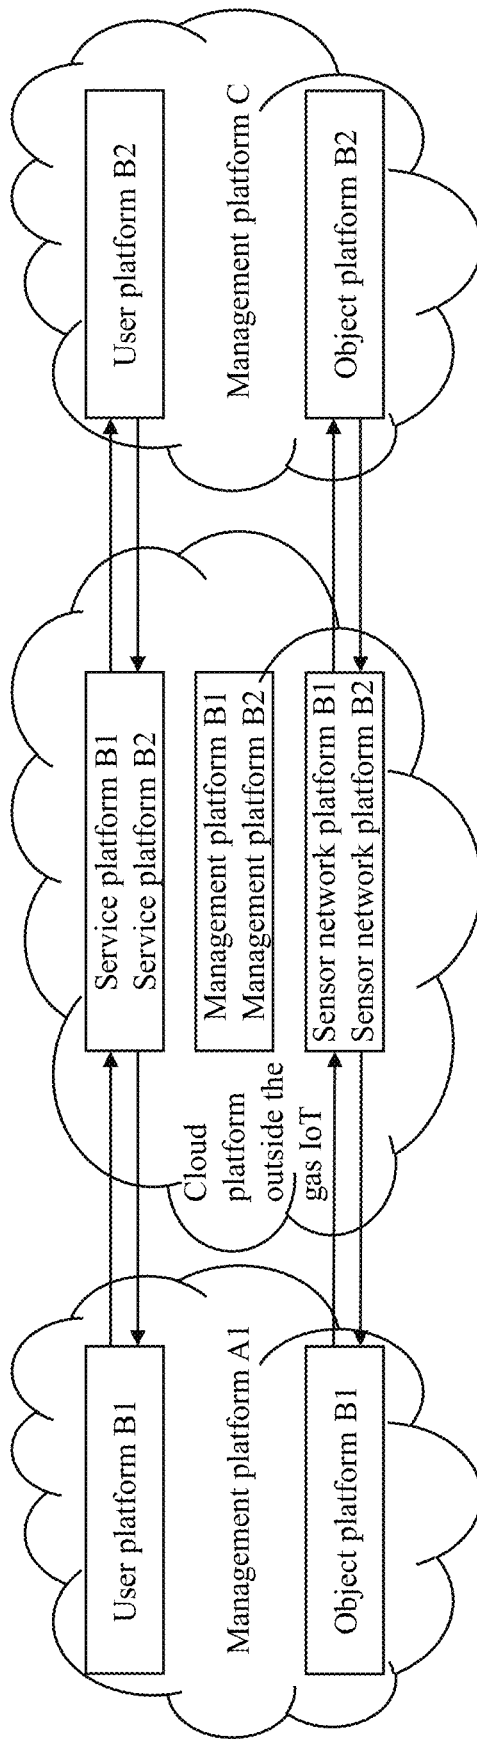 User platform B1
Management platform A1
Object platform B1
Service platform B1
Service platform B2
Management platform B1
Management platform B2
Cloud
platform
outside the
gas IoT
Sensor network platform B1
Sensor network platform B2
User platform B2
Management platform C
Object platform B2